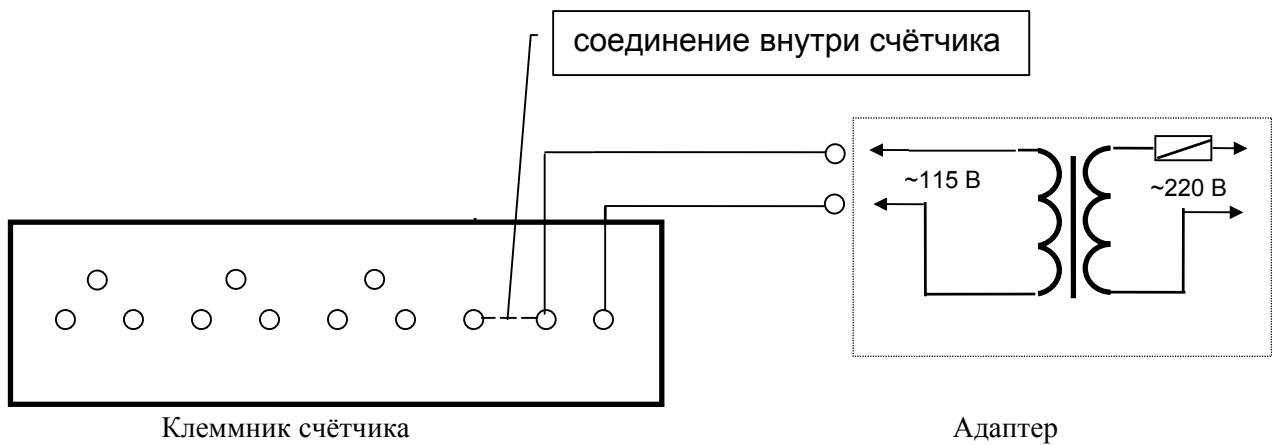 соединение внутри счётчика
~115 В
~220 В
Клеммник счётчика
Адаптер